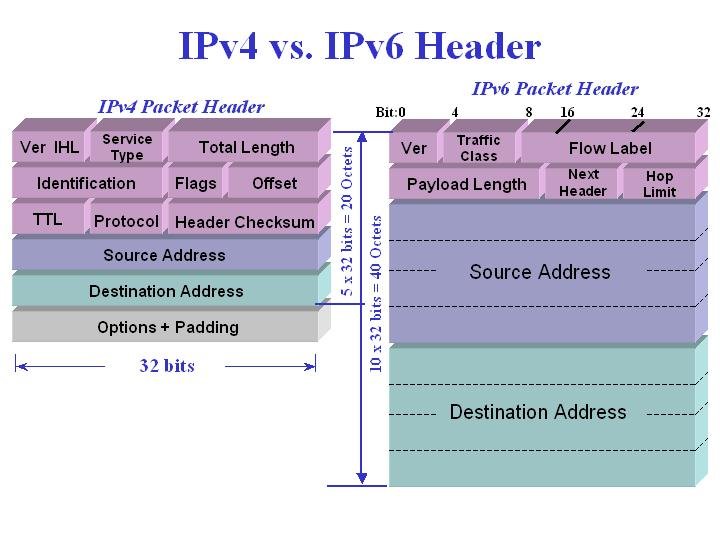 IPv4 vs. IPv6 Header
IPv4 Packet Header
Ver IHL
Service
Type
Total Length
Identification
Flags
Offset
TTL
Protocol
Header Checksum
Source Address
Destination Address
Options + Padding
32 bits
5 x 32 bits = 20 Octets
10 x 32 bits = 40 Octets
IPv6 Packet Header
Bit:0 4 8 16 24 32
Ver
Traffic
Class
Flow Label
Payload Length
Next
Header
Hop
Limit
Source Address
Destination Address